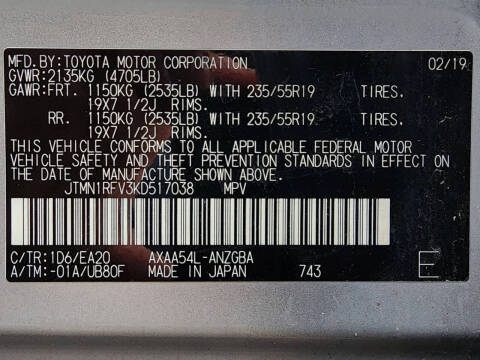 MFD.BY:TOYOTA MOTOR CORPORATION 02/19
GVWR:2135KG (4705LB)
GAWR:FRT. 1150KG (2535LB) WITH 235/55R19 TIRES.
19X7 1/2J RIMS.
RR. 1150KG (2535LB) WITH 235/55R19 TIRES.
19X7 1/2J RIMS.
THIS VEHICLE CONFORMS TO ALL APPLICABLE FEDERAL MOTOR
VEHICLE SAFETY AND THEFT PREVENTION STANDARDS IN EFFECT ON
THE DATE OF MANUFACTURE SHOWN ABOVE.
JTMN1RFV3KD517038 MPV
C/TR:1D6/EA20 AXAA54L-ANZGBA
A/TM:-01A/UB80F MADE IN JAPAN 743 E